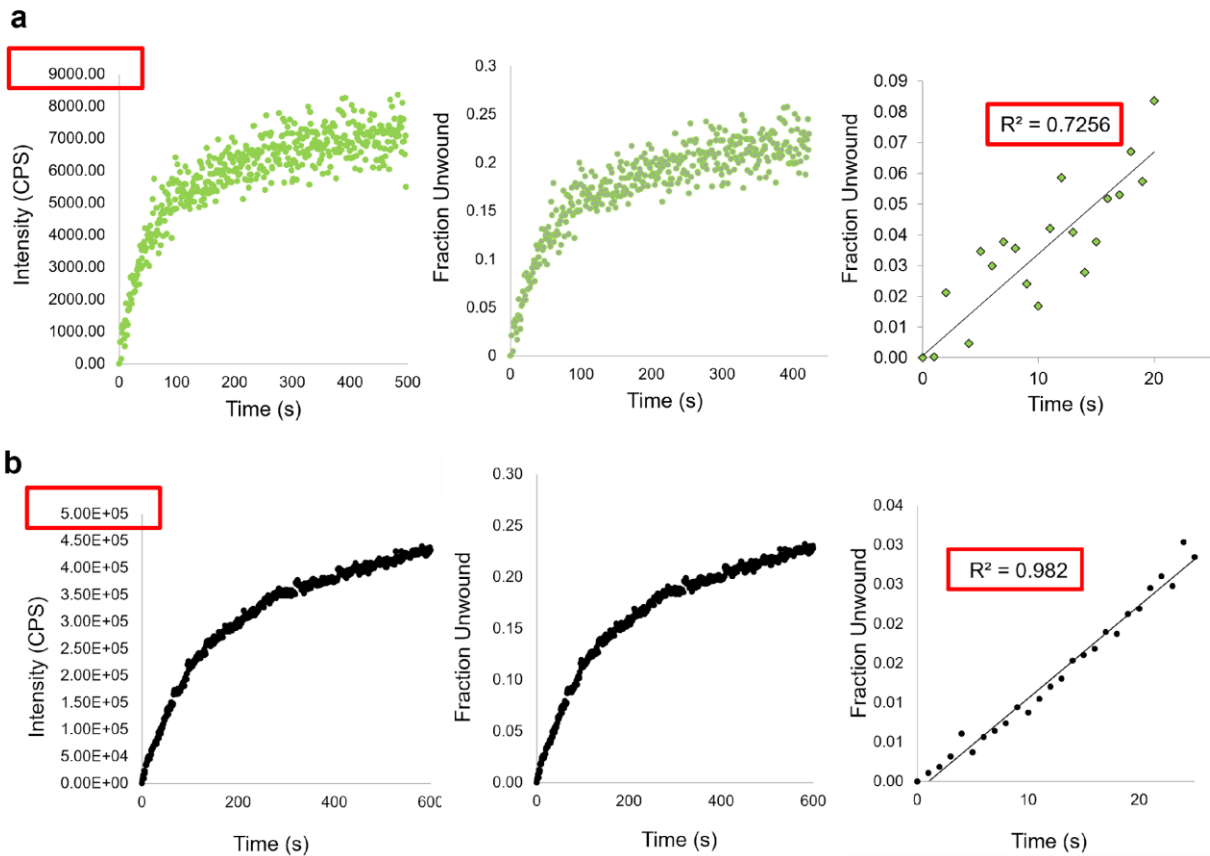 a
9000.00
8000.00
7000.00
6000.00
5000.00
4000.00
3000.00
2000.00
1000.00
0.00
Intensity (CPS)
0 100 200 300 400 500
Time (s)
0.3
0.25
0.2
0.15
0.1
0.05
0
Fraction Unwound
0 100 200 300 400
Time (s)
0.09
0.08
0.07
0.06
0.05
0.04
0.03
0.02
0.01
0.00
Fraction Unwound
R² = 0.7256
0 10 20
Time (s)
b
5.00E+05
4.50E+05
4.00E+05
3.50E+05
3.00E+05
2.50E+05
2.00E+05
1.50E+05
1.00E+05
5.00E+04
0.00E+00
Intensity (CPS)
0 200 400 600
Time (s)
0.30
0.25
0.20
0.15
0.10
0.05
0.00
Fraction Unwound
0 200 400 600
Time (s)
0.04
0.03
0.03
0.02
0.02
0.01
0.01
0.00
Fraction Unwound
R² = 0.982
0 10 20
Time (s)